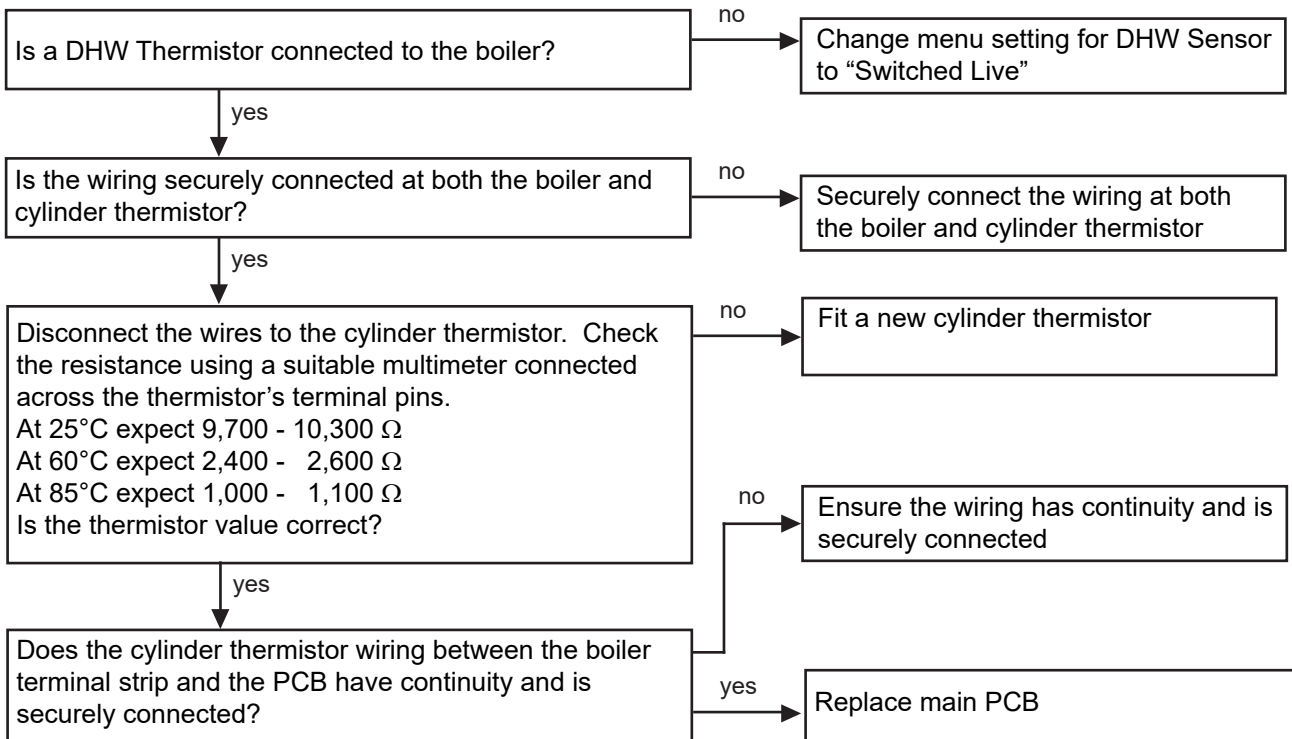 no
Is a DHW Thermistor connected to the boiler?
Change menu setting for DHW Sensor
to “Switched Live”
yes
no
Is the wiring securely connected at both the boiler and
cylinder thermistor?
Securely connect the wiring at both
the boiler and cylinder thermistor
yes
no
Fit a new cylinder thermistor
Disconnect the wires to the cylinder thermistor.  Check
the resistance using a suitable multimeter connected
across the thermistor’s terminal pins.
At 25°C expect 9,700 - 10,300 Ω
At 60°C expect 2,400 -   2,600 Ω
At 85°C expect 1,000 -   1,100 Ω
Is the thermistor value correct?
no
Ensure the wiring has continuity and is
securely connected
yes
Does the cylinder thermistor wiring between the boiler
terminal strip and the PCB have continuity and is
securely connected?
yes
Replace main PCB